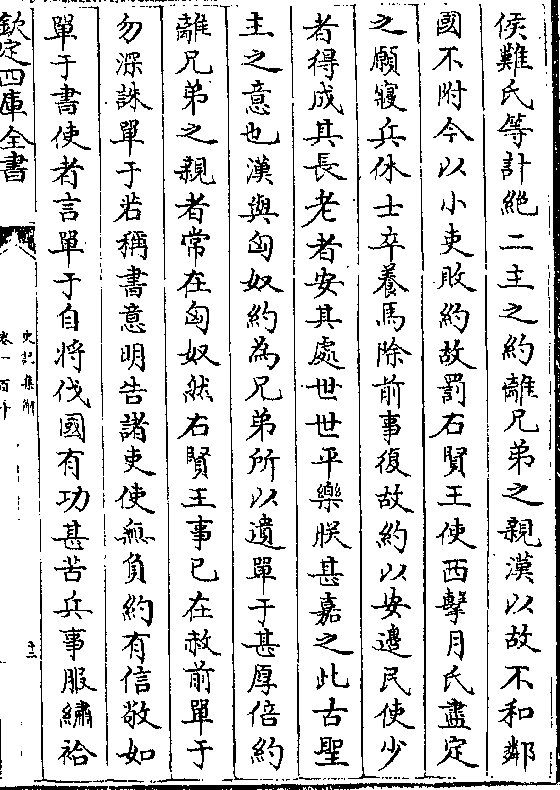 侯難氏等計絶二主之約離兄弟之親漢以故不和鄰
國不附今以小吏敗約故罰右賢王使西擊月氏盡定
之願寢兵休士卒養馬除前事復故約以安邊民使少
者得成其長老者安其處世世平樂朕甚嘉之此古聖
主之意也漢與匈奴約為兄弟所以遺單于甚厚倍約
離兄弟之親者常在匈奴然右賢王事已在赦前單于
勿深誅單于若稱書意明告諸吏使無負約有信敬如
單于書使者言單于自將伐國有功甚苦兵事服繡袷
欽定四庫全書
史記集解
卷一百十
十二